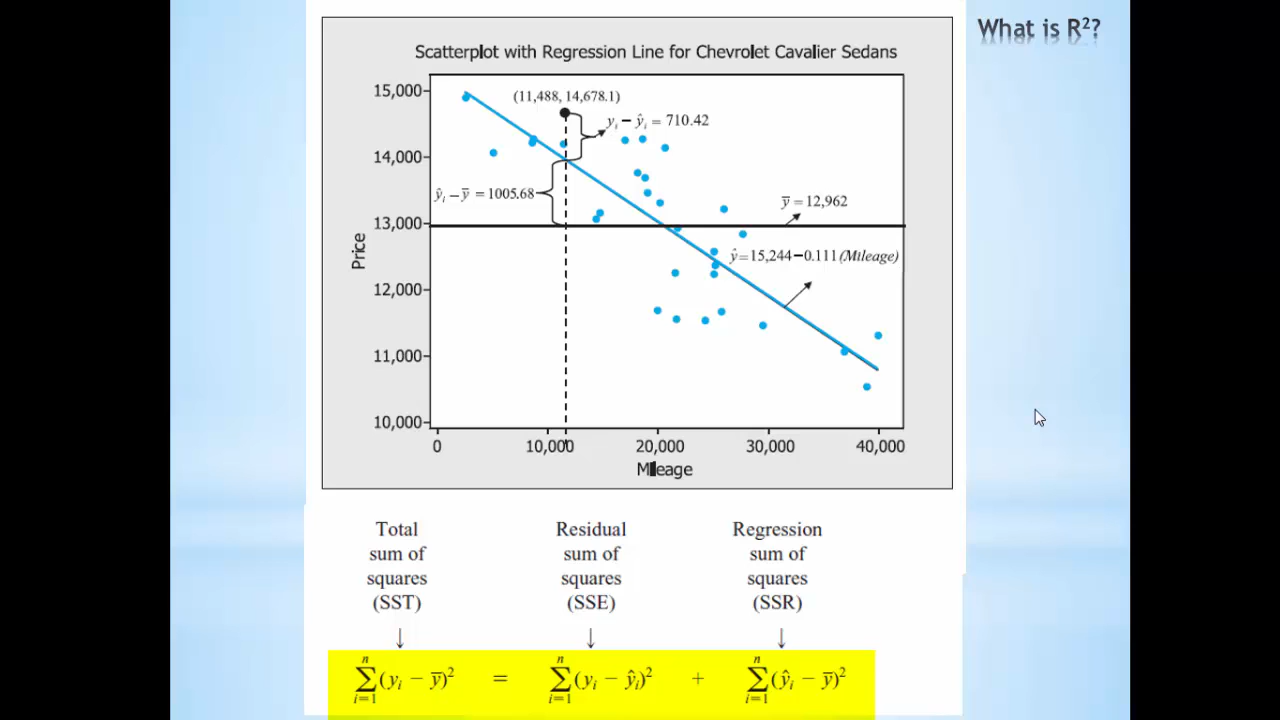 What is R²?
Scatterplot with Regression Line for Chevrolet Cavalier Sedans
15,000
14,000
13,000
12,000
11,000
10,000
Price
(11,488, 14,678.1)
yᵢ − ŷᵢ = 710.42
ŷᵢ − ȳ = 1005.68
ȳ = 12,962
ŷ = 15,244 − 0.111 (Mileage)
0
10,000
20,000
30,000
40,000
Mileage
Total
sum of
squares
(SST)
Residual
sum of
squares
(SSE)
Regression
sum of
squares
(SSR)
∑ⁿᵢ₌₁(yᵢ − ȳ)² = ∑ⁿᵢ₌₁(yᵢ − ŷᵢ)² + ∑ⁿᵢ₌₁(ŷᵢ − ȳ)²